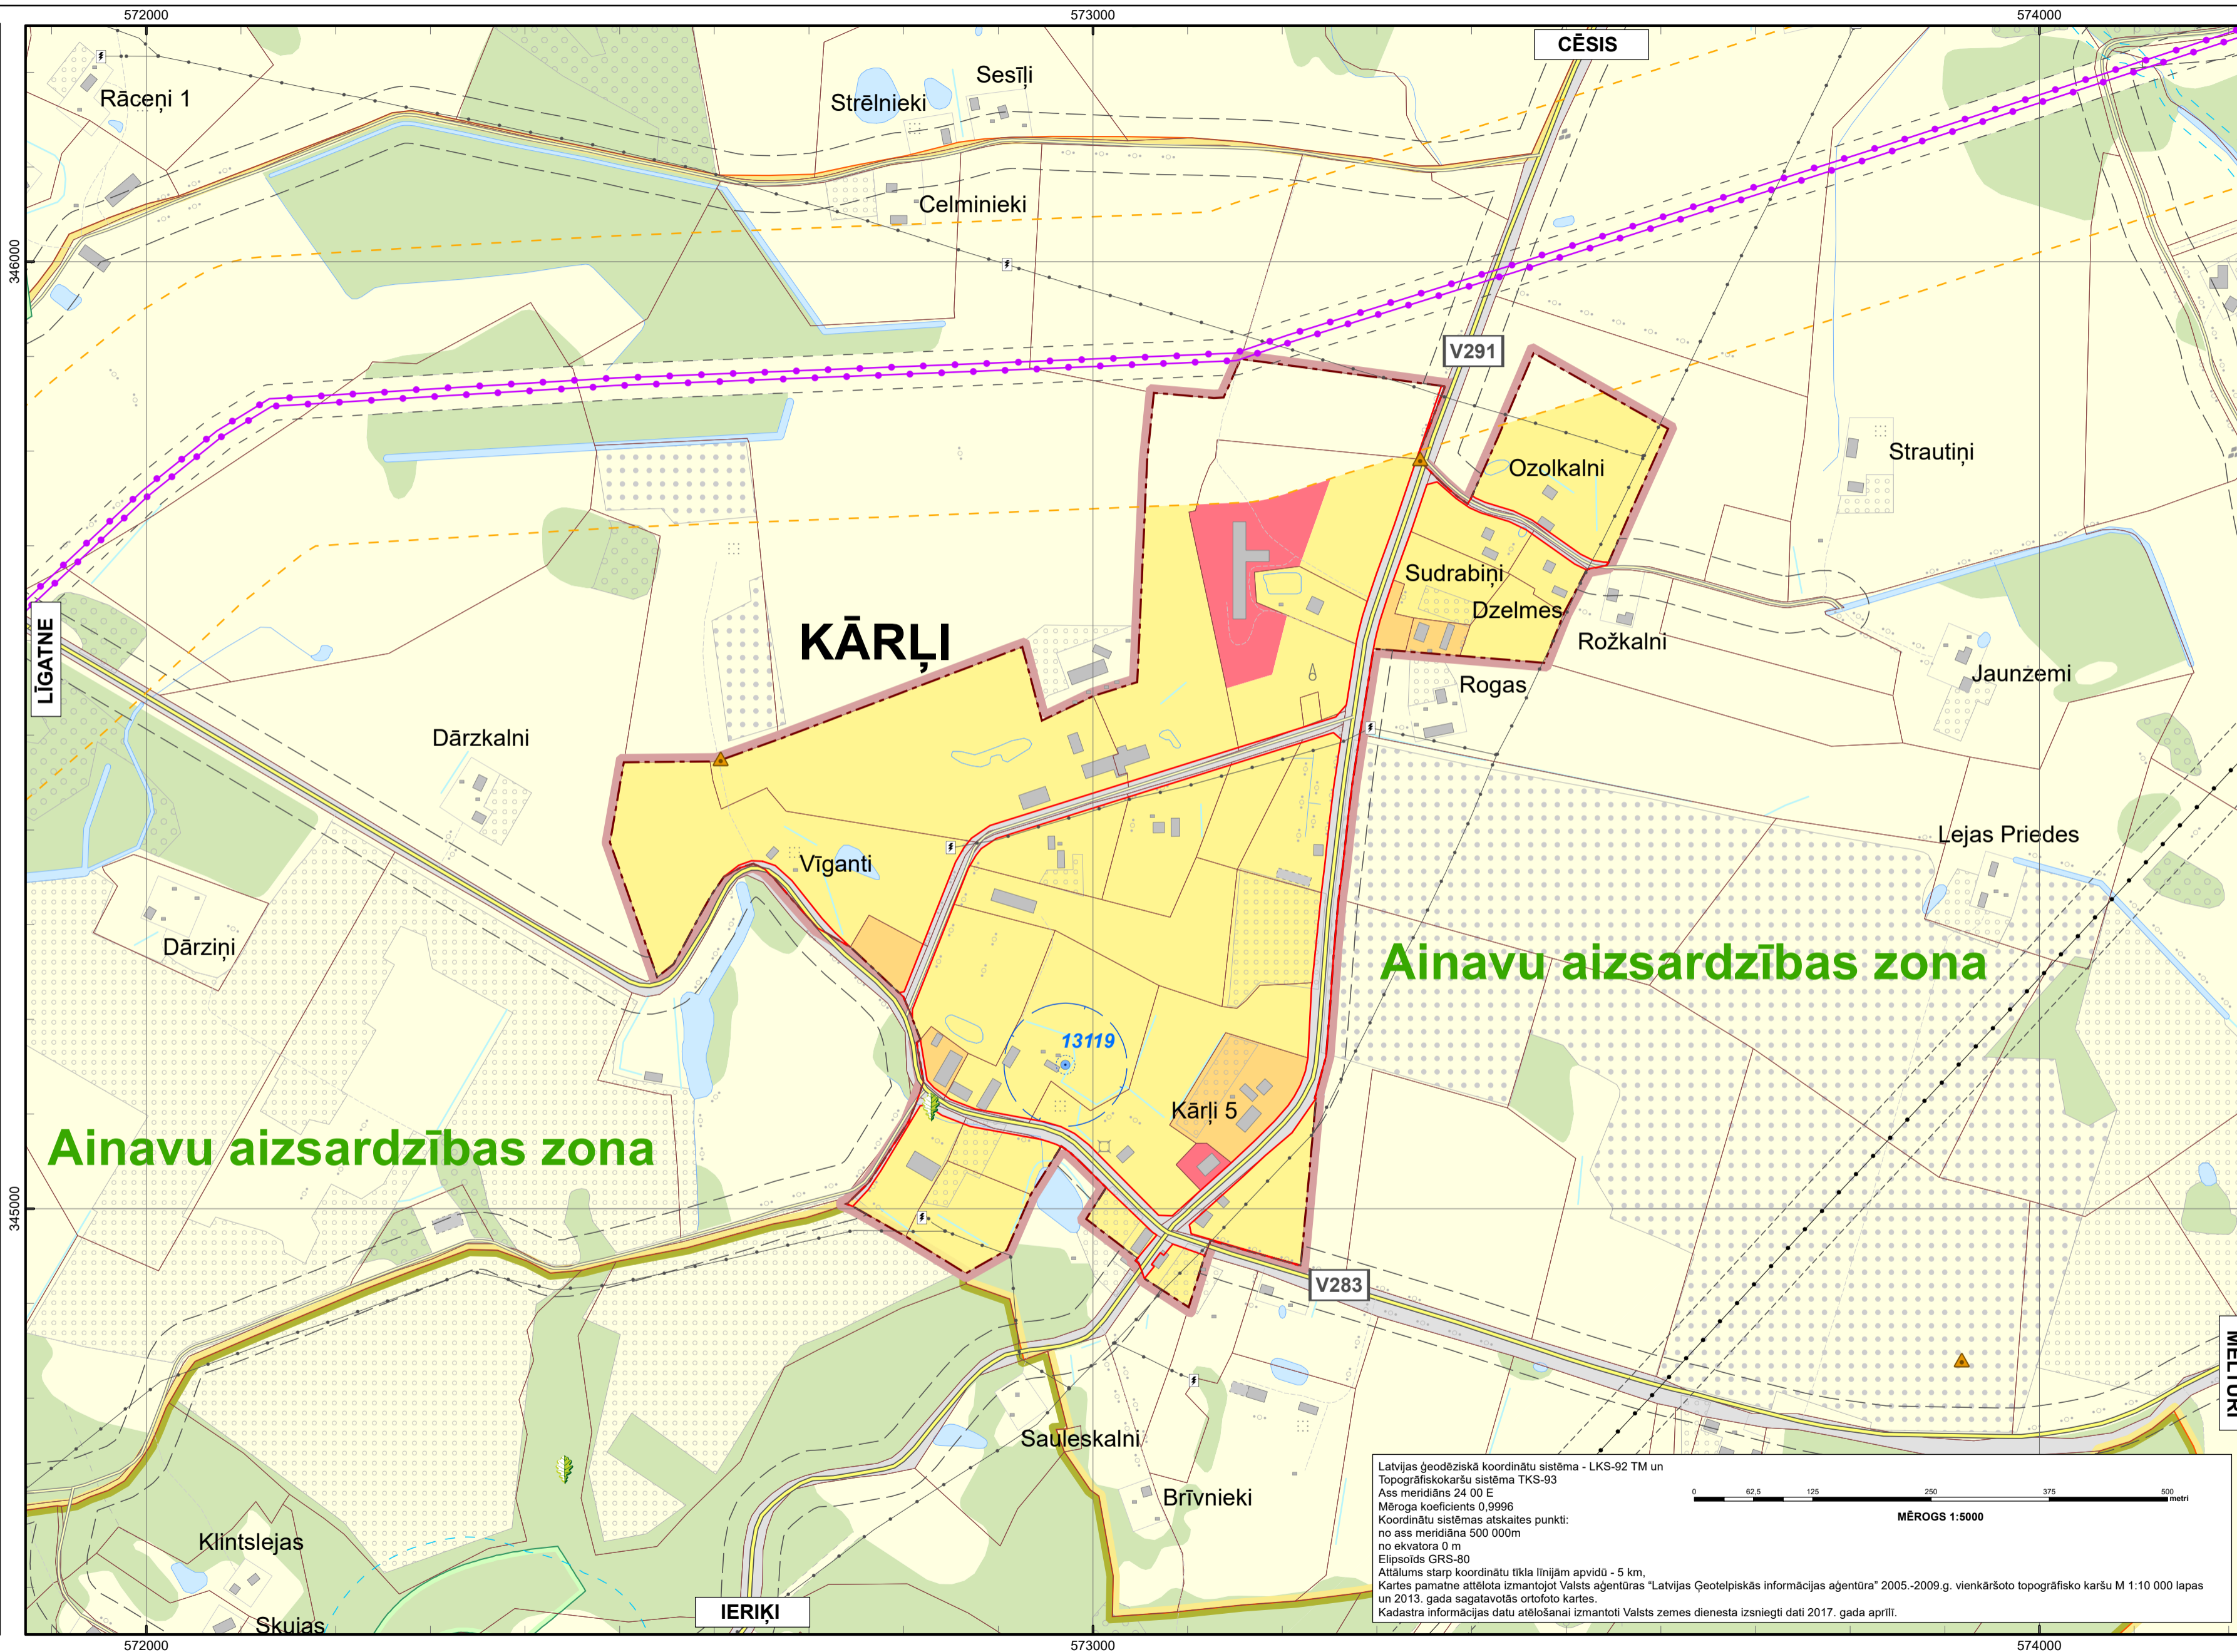 572000
573000
574000
CĒSIS
Rāceņi 1
Sesīļi
Strēlnieki
Celminieki
346000
V291
Ozolkalni
Strautiņi
Sudrabiņi
Dzelmes
Rožkalni
LĪGATNE
KĀRĻI
Rogas
Jaunzemi
Dārzkalni
Vīganti
Lejas Priedes
Dārziņi
Ainavu aizsardzības zona
13119
Kārļi 5
Ainavu aizsardzības zona
345000
V283
MELTURI
Sauleskalni
Brīvnieki
Klintslejas
Skujas
IERIĶI
Latvijas ģeodēziskā koordinātu sistēma - LKS-92 TM un
Topogrāfiskokaršu sistēma TKS-93
Ass meridiāns 24 00 E
Mēroga koeficients 0,9996
Koordinātu sistēmas atskaites punkti:
no ass meridiāna 500 000m
no ekvatora 0 m
Elipsoīds GRS-80
Attālums starp koordinātu tīkla līnijām apvidū - 5 km,
Kartes pamatne attēlota izmantojot Valsts aģentūras "Latvijas Ģeotelpiskās informācijas aģentūra" 2005.-2009.g. vienkāršoto topogrāfisko karšu M 1:10 000 lapas
un 2013. gada sagatavotās ortofoto kartes.
Kadastra informācijas datu atēlošanai izmantoti Valsts zemes dienesta izsniegti dati 2017. gada aprīlī.
0 62,5 125 250 375 500
metri
MĒROGS 1:5000
572000
573000
574000